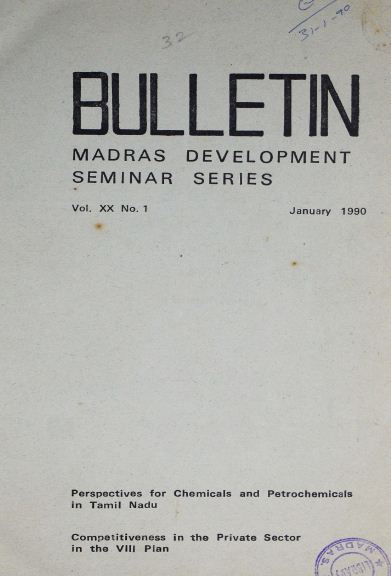 32
31-1-90
BULLETIN
MADRAS DEVELOPMENT
SEMINAR SERIES
Vol. XX No. 1 January 1990
Perspectives for Chemicals and Petrochemicals
in Tamil Nadu
Competitiveness in the Private Sector
in the VIII Plan
MADRAS.
LIBRARY